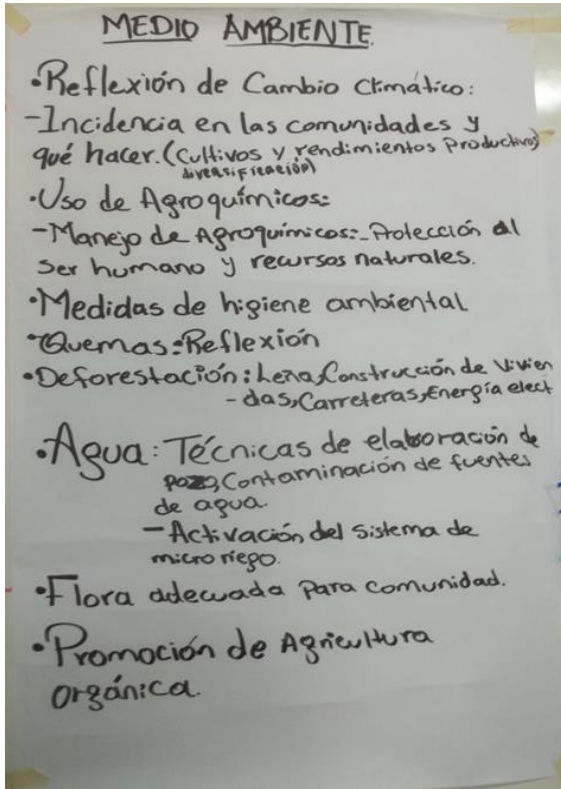 MEDIO AMBIENTE.
•Reflexión de Cambio Climático:
-Incidencia en las comunidades y
qué hacer. (Cultivos y rendimientos Productivos)
diversificación)
•Uso de Agroquímicos:
-Manejo de Agroquímicos:-Protección al
Ser humano y recursos naturales.
•Medidas de higiene ambiental
•Quemas:Reflexión
•Deforestación: Leña, Construcción de Vivien
- das, Carreteras, Energía elect
•Agua: Técnicas de elaboración de
pozo, Contaminación de fuentes
de agua.
- Activación del Sistema de
micro riego.
•Flora adecuada Para comunidad.
•Promoción de Agricultura
Orgánica.